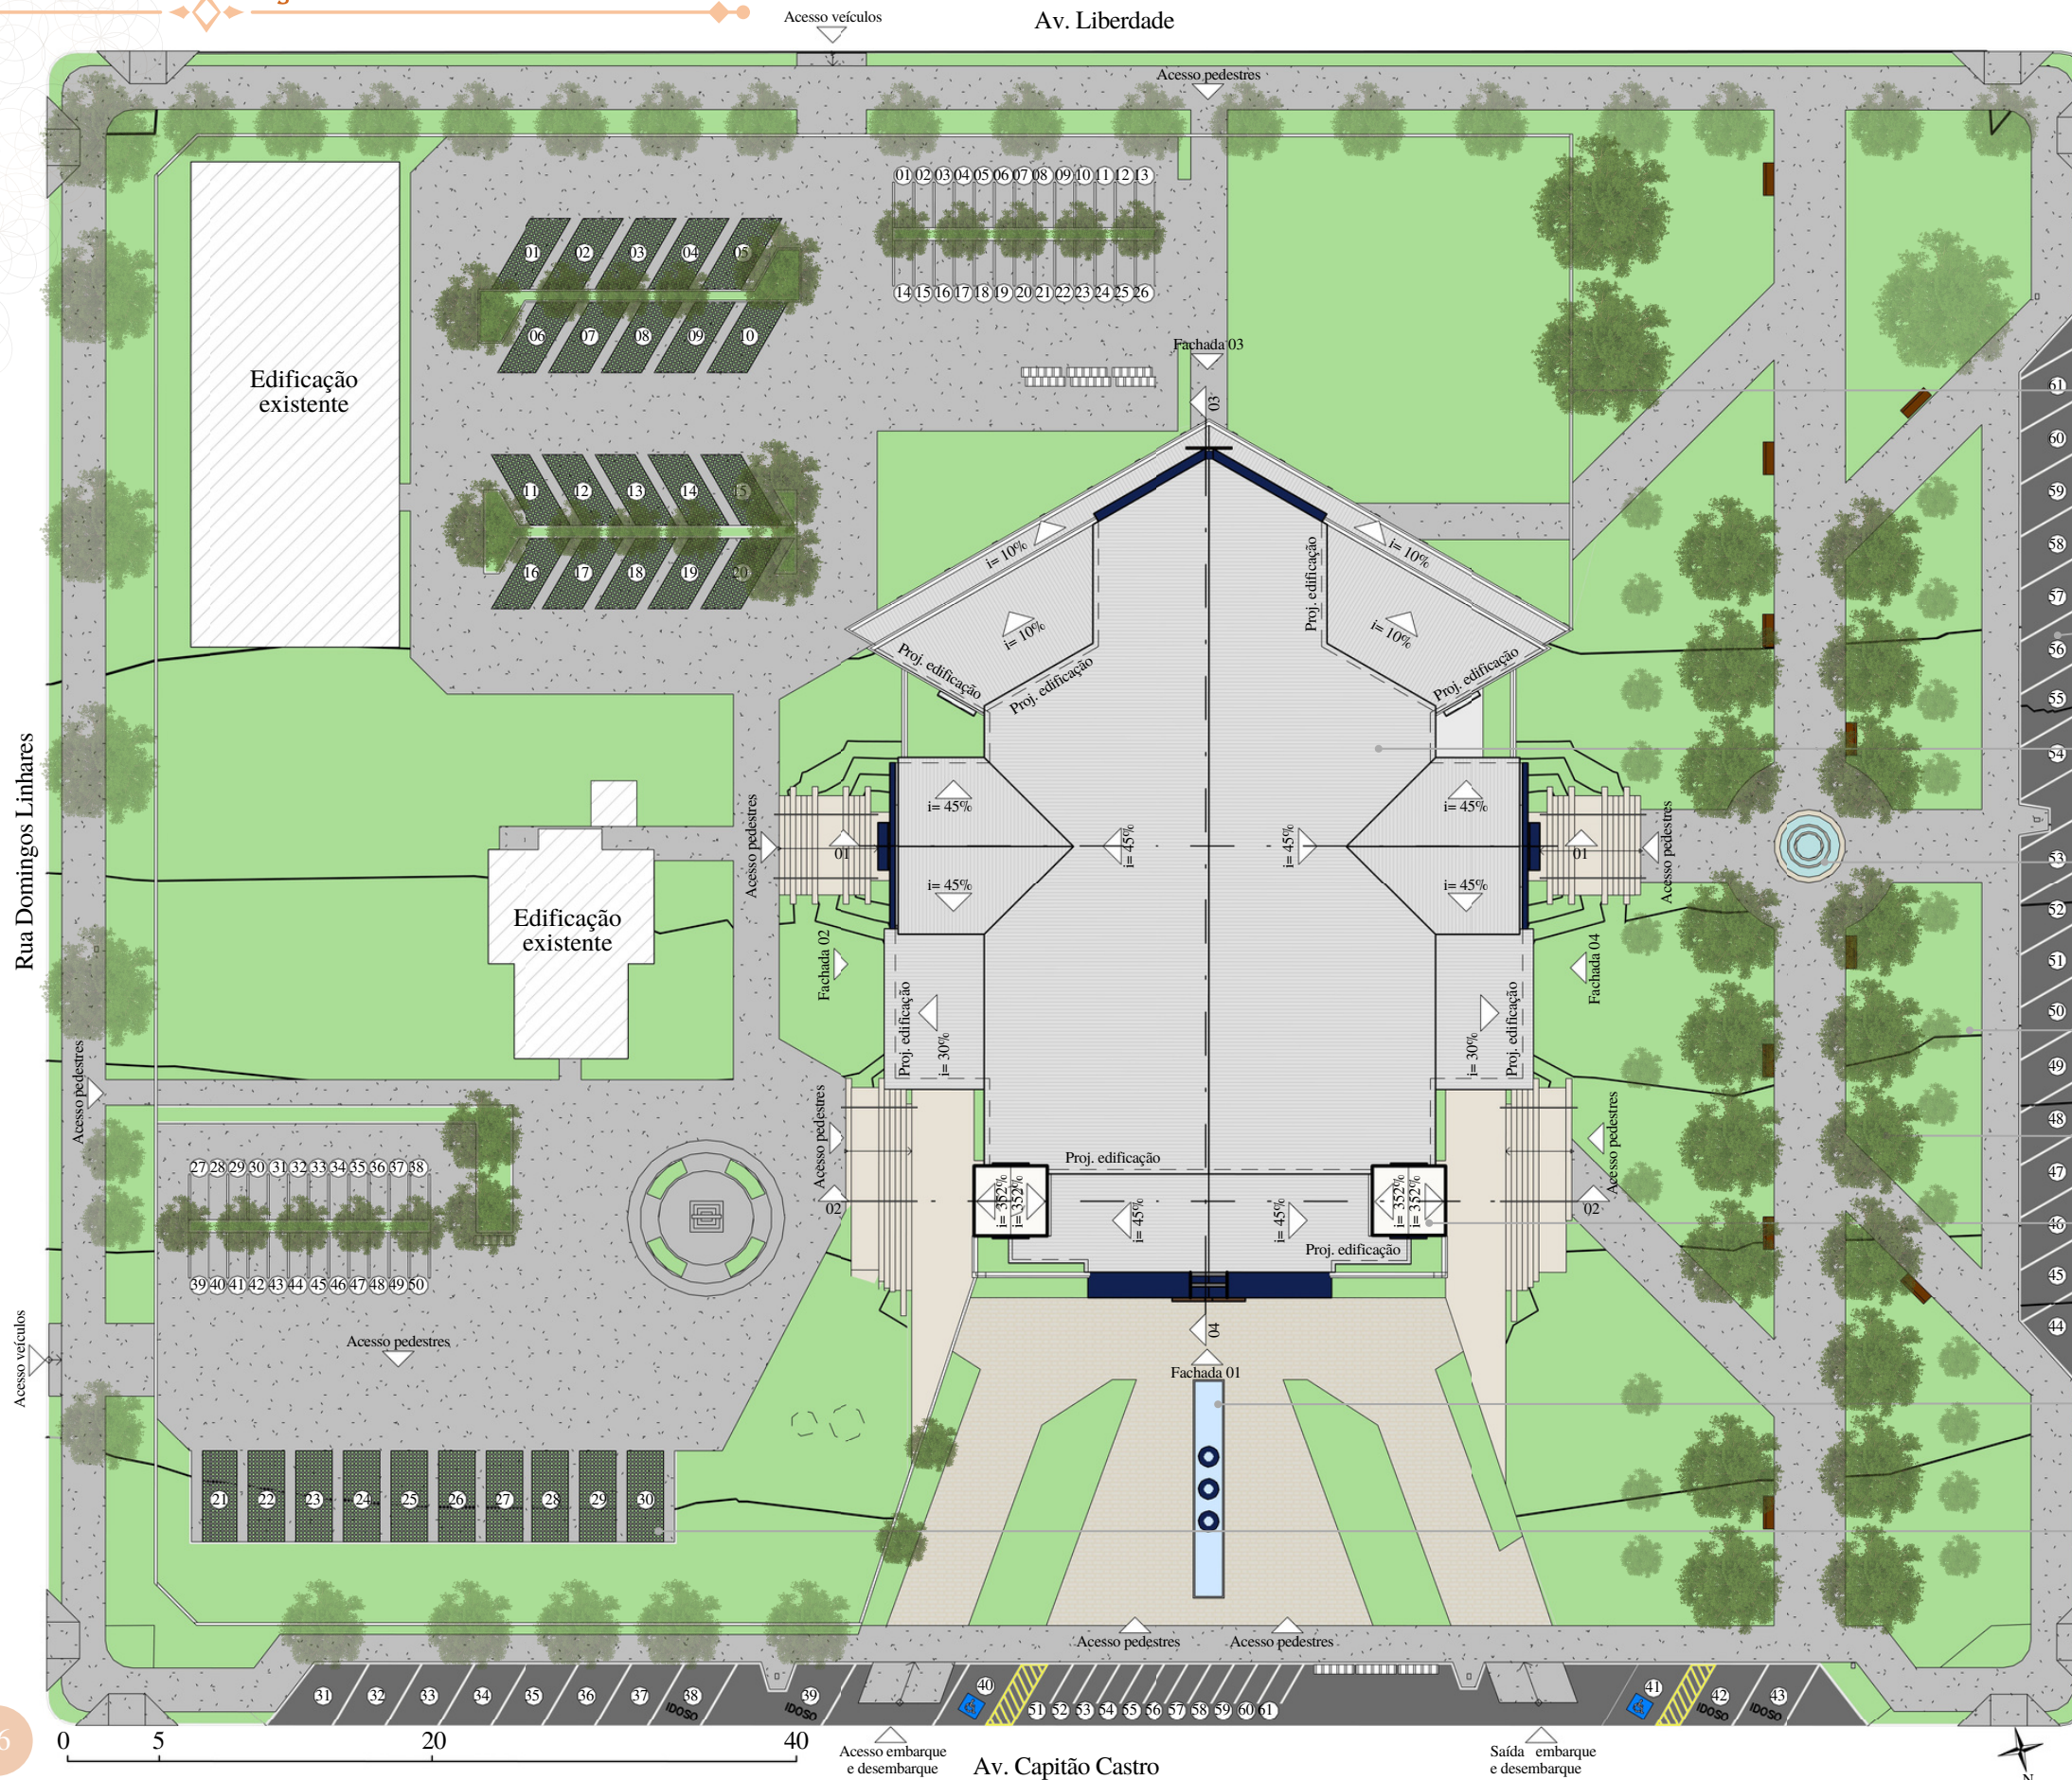 Acesso veículos
Av. Liberdade
Acesso pedestres
01 02 03 04 05 06 07 08 09 10 11 12 13
14 15 16 17 18 19 20 21 22 23 24 25 26
01 02 03 04 05
06 07 08 09 10
Edificação
existente
Fachada 03
03
11 12 13 14 15
16 17 18 19 20
i= 10%
i= 10%
i= 10%
i= 10%
Proj. edificação
Proj. edificação
Proj. edificação
Proj. edificação
61
60
59
58
57
56
55
54
53
52
51
50
49
48
47
46
45
44
Rua Domingos Linhares
Acesso pedestres
01
i= 45%
i= 45%
i= 45%
i= 45%
i= 45%
i= 45%
01
Acesso pedestres
Edificação
existente
Fachada 02
Fachada 04
Proj. edificação
i= 30%
i= 30%
Proj. edificação
Acesso pedestres
Acesso pedestres
Acesso pedestres
27 28 29 30 31 32 33 34 35 36 37 38
39 40 41 42 43 44 45 46 47 48 49 50
02
Proj. edificação
i= 352%
i= 352%
i= 45%
i= 45%
i= 352%
i= 352%
02
Proj. edificação
04
Fachada 01
Acesso veículos
Acesso pedestres
21 22 23 24 25 26 27 28 29 30
Acesso pedestres
Acesso pedestres
31 32 33 34 35 36 37 38 39 40
IDOSO
IDOSO
51 52 53 54 55 56 57 58 59 60 61
41 42 43
IDOSO
IDOSO
6
0 5 20 40
Acesso embarque
e desembarque
Av. Capitão Castro
Saída embarque
e desembarque
N